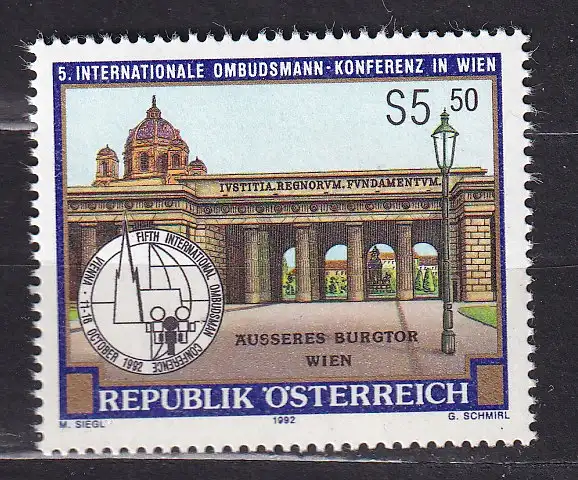 5. INTERNATIONALE OMBUDSMANN-KONFERENZ IN WIEN
S5 50
IVSTITIA.REGNORVM.FVNDAMENTVM.
FIFTH INTERNATIONAL OMBUDSMAN CONFERENCE
VIENNA · 11-16 OCTOBER 1992
ÄUSSERES BURGTOR
WIEN
REPUBLIK ÖSTERREICH
M. SIEGL
1992
G. SCHMIRL